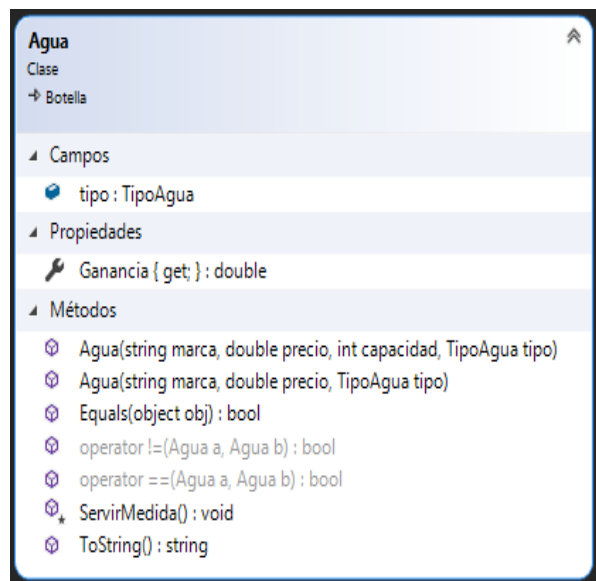 Agua
Clase
Botella
Campos
tipo : TipoAgua
Propiedades
Ganancia { get; } : double
Métodos
Agua(string marca, double precio, int capacidad, TipoAgua tipo)
Agua(string marca, double precio, TipoAgua tipo)
Equals(object obj) : bool
operator !=(Agua a, Agua b) : bool
operator ==(Agua a, Agua b) : bool
ServirMedida() : void
ToString() : string